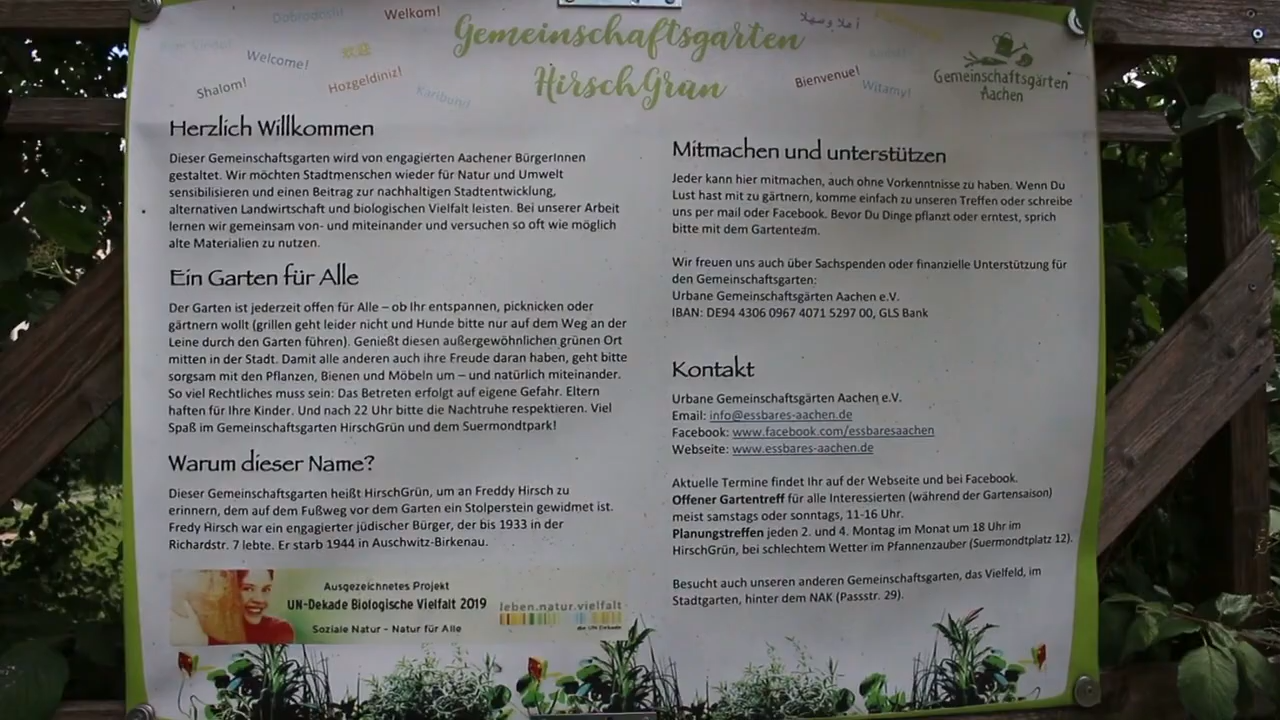 Dobrodošli!
Welkom!
Welcome!
欢迎
Shalom!
Hozgeldiniz!
Karibuni!
Gemeinschaftsgarten
HirschGrün
أهلا وسهلا
Bienvenue!
Witamy!
Gemeinschaftsgärten
Aachen
Herzlich Willkommen
Dieser Gemeinschaftsgarten wird von engagierten Aachener BürgerInnen
gestaltet. Wir möchten Stadtmenschen wieder für Natur und Umwelt
sensibilisieren und einen Beitrag zur nachhaltigen Stadtentwicklung,
alternativen Landwirtschaft und biologischen Vielfalt leisten. Bei unserer Arbeit
lernen wir gemeinsam von- und miteinander und versuchen so oft wie möglich
alte Materialien zu nutzen.
Ein Garten für Alle
Der Garten ist jederzeit offen für Alle – ob Ihr entspannen, picknicken oder
gärtnern wollt (grillen geht leider nicht und Hunde bitte nur auf dem Weg an der
Leine durch den Garten führen). Genießt diesen außergewöhnlichen grünen Ort
mitten in der Stadt. Damit alle anderen auch ihre Freude daran haben, geht bitte
sorgsam mit den Pflanzen, Bienen und Möbeln um – und natürlich miteinander.
So viel Rechtliches muss sein: Das Betreten erfolgt auf eigene Gefahr. Eltern
haften für Ihre Kinder. Und nach 22 Uhr bitte die Nachtruhe respektieren. Viel
Spaß im Gemeinschaftsgarten HirschGrün und dem Suermondtpark!
Warum dieser Name?
Dieser Gemeinschaftsgarten heißt HirschGrün, um an Freddy Hirsch zu
erinnern, dem auf dem Fußweg vor dem Garten ein Stolperstein gewidmet ist.
Fredy Hirsch war ein engagierter jüdischer Bürger, der bis 1933 in der
Richardstr. 7 lebte. Er starb 1944 in Auschwitz-Birkenau.
Ausgezeichnetes Projekt
UN-Dekade Biologische Vielfalt 2019
Soziale Natur - Natur für Alle
leben.natur.vielfalt
die UN-Dekade
Mitmachen und unterstützen
Jeder kann hier mitmachen, auch ohne Vorkenntnisse zu haben. Wenn Du
Lust hast mit zu gärtnern, komme einfach zu unseren Treffen oder schreibe
uns per mail oder Facebook. Bevor Du Dinge pflanzt oder erntest, sprich
bitte mit dem Gartenteam.
Wir freuen uns auch über Sachspenden oder finanzielle Unterstützung für
den Gemeinschaftsgarten:
Urbane Gemeinschaftsgärten Aachen e.V.
IBAN: DE94 4306 0967 4071 5297 00, GLS Bank
Kontakt
Urbane Gemeinschaftsgärten Aachen e.V.
Email: info@essbares-aachen.de
Facebook: www.facebook.com/essbaresaachen
Webseite: www.essbares-aachen.de
Aktuelle Termine findet Ihr auf der Webseite und bei Facebook.
Offener Gartentreff für alle Interessierten (während der Gartensaison)
meist samstags oder sonntags, 11-16 Uhr.
Planungstreffen jeden 2. und 4. Montag im Monat um 18 Uhr im
HirschGrün, bei schlechtem Wetter im Pfannenzauber (Suermondtplatz 12).
Besucht auch unseren anderen Gemeinschaftsgarten, das Vielfeld, im
Stadtgarten, hinter dem NAK (Passstr. 29).